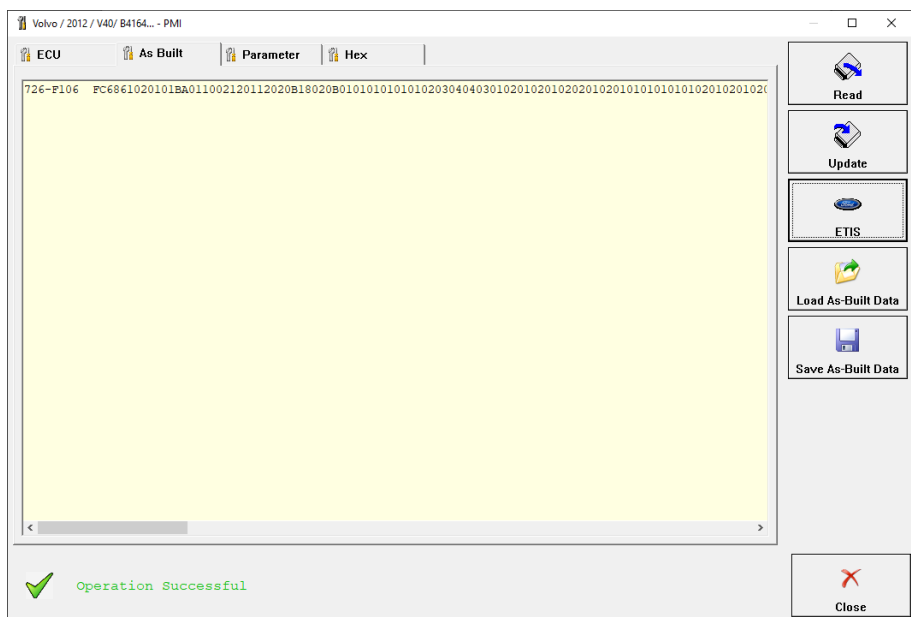 Volvo / 2012 / V40/ B4164... - PMI
ECU
As Built
Parameter
Hex
726-F106 FC6861020101BA011002120112020B18020B010101010101020304040301020102010202010201010101010102010201020
Read
Update
ETIS
Load As-Built Data
Save As-Built Data
Operation Successful
Close